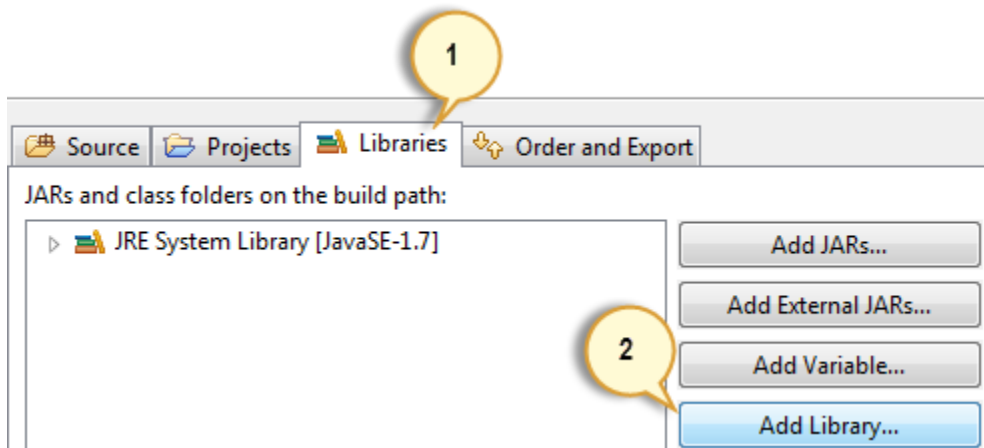 1
Source Projects Libraries Order and Export
JARs and class folders on the build path:
JRE System Library [JavaSE-1.7]
Add JARs...
Add External JARs...
2
Add Variable...
Add Library...